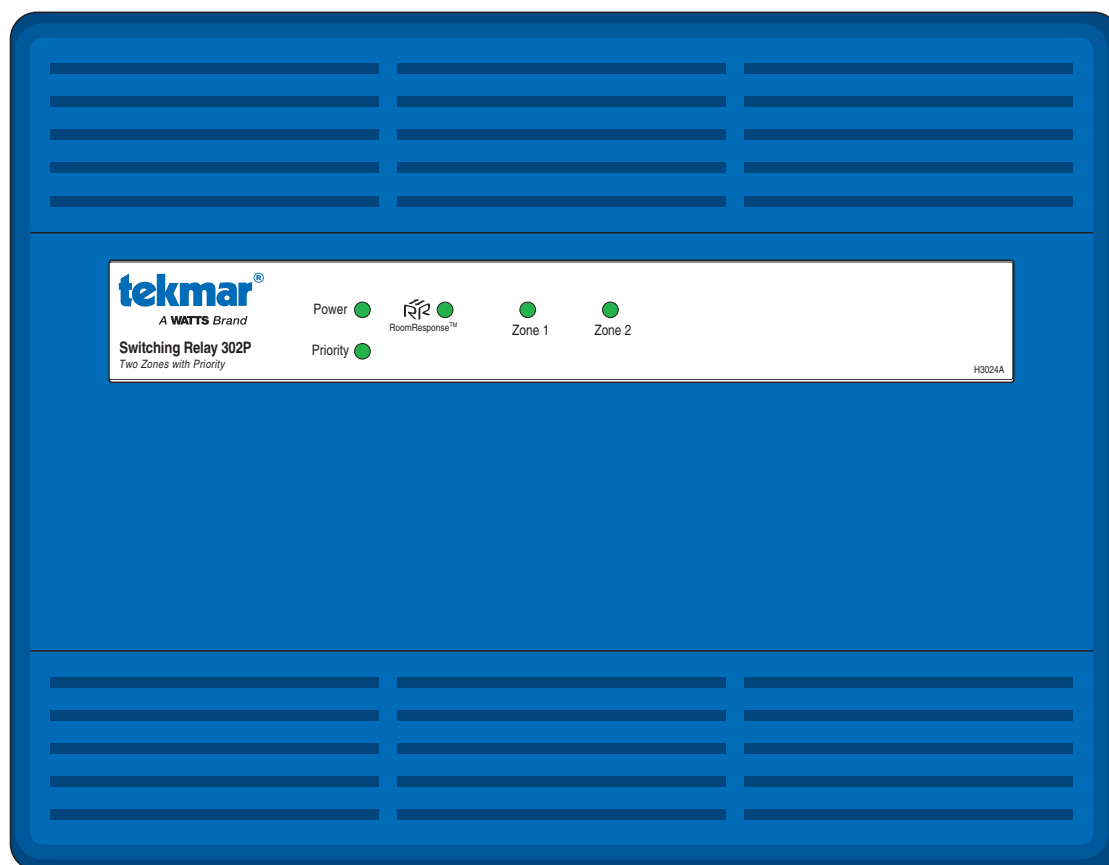 tekmar®
A WATTS Brand
Switching Relay 302P
Two Zones with Priority
Power
Priority
RoomResponse™
Zone 1
Zone 2
H3024A